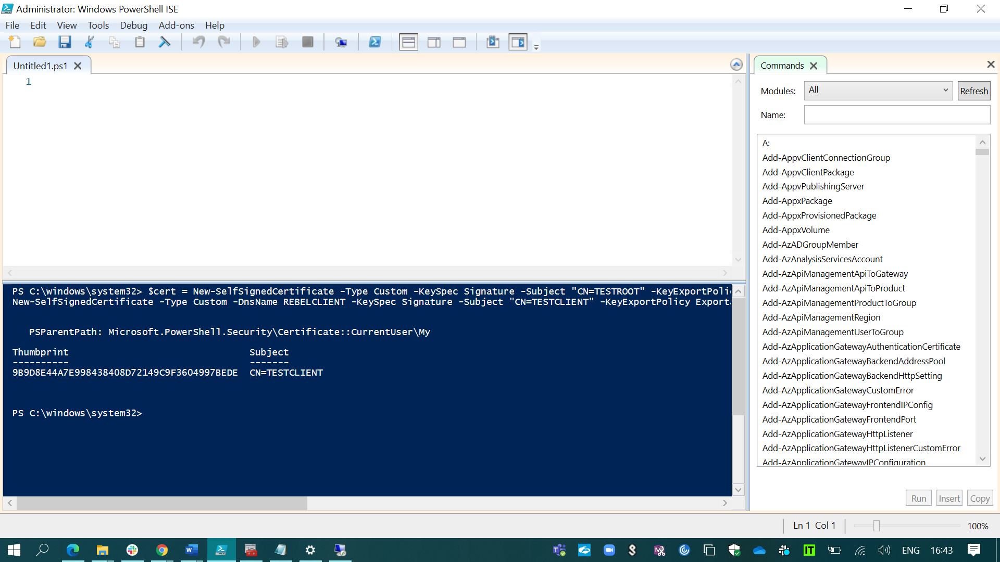 Administrator: Windows PowerShell ISE
File Edit View Tools Debug Add-ons Help
Untitled1.ps1
1
PS C:\windows\system32> $cert = New-SelfSignedCertificate -Type Custom -KeySpec Signature -Subject "CN=TESTROOT" -KeyExportPoli
New-SelfSignedCertificate -Type Custom -DnsName REBELCLIENT -KeySpec Signature -Subject "CN=TESTCLIENT" -KeyExportPolicy Exporta
PSParentPath: Microsoft.PowerShell.Security\Certificate::CurrentUser\My
Thumbprint Subject
---------- -------
9B9D8E44A7E998438408D72149C9F3604997BEDE CN=TESTCLIENT
PS C:\windows\system32>
Commands
Modules: All Refresh
Name:
A:
Add-AppvClientConnectionGroup
Add-AppvClientPackage
Add-AppvPublishingServer
Add-AppxPackage
Add-AppxProvisionedPackage
Add-AppxVolume
Add-AzADGroupMember
Add-AzAnalysisServicesAccount
Add-AzApiManagementApiToGateway
Add-AzApiManagementApiToProduct
Add-AzApiManagementProductToGroup
Add-AzApiManagementRegion
Add-AzApiManagementUserToGroup
Add-AzApplicationGatewayAuthenticationCertificate
Add-AzApplicationGatewayBackendAddressPool
Add-AzApplicationGatewayBackendHttpSetting
Add-AzApplicationGatewayCustomError
Add-AzApplicationGatewayFrontendIPConfig
Add-AzApplicationGatewayFrontendPort
Add-AzApplicationGatewayHttpListener
Add-AzApplicationGatewayHttpListenerCustomError
Add-AzApplicationGatewayIPConfiguration
Run Insert Copy
Ln 1 Col 1 100%
ENG 16:43